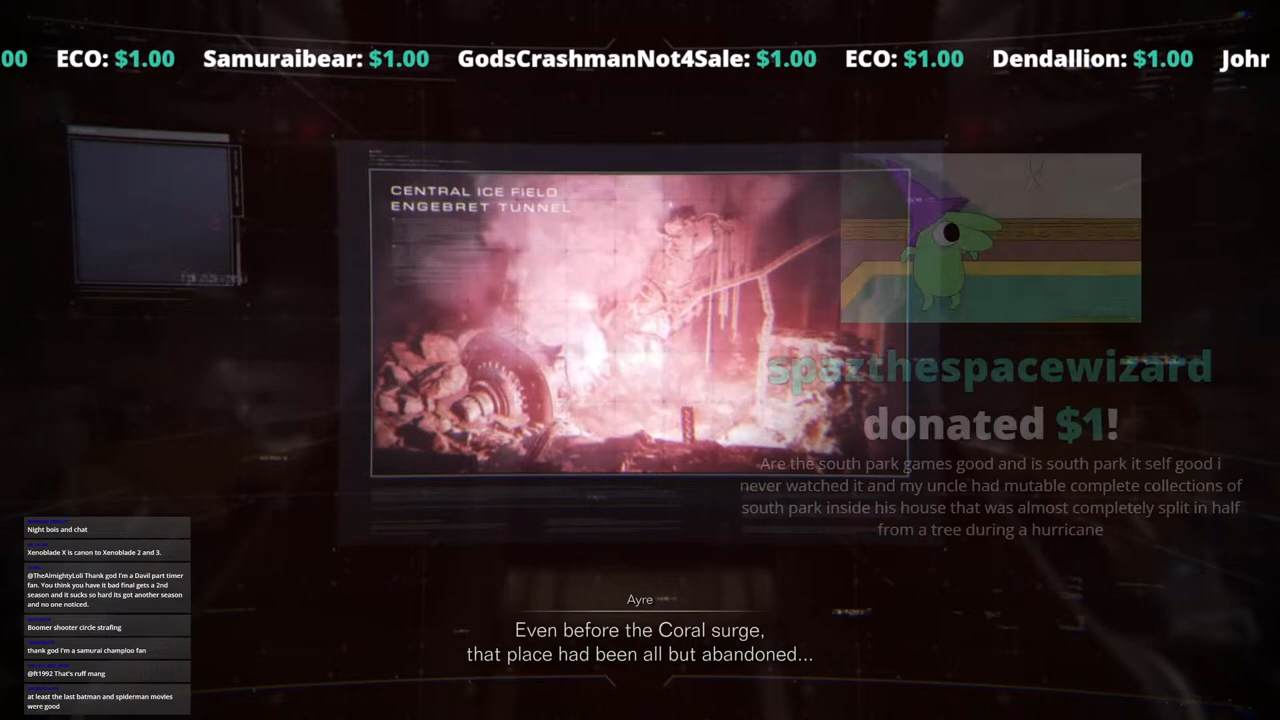 00 ECO: $1.00 Samuraibear: $1.00 GodsCrashmanNot4Sale: $1.00 ECO: $1.00 Dendallion: $1.00 John
CENTRAL ICE FIELD
ENGEBRET TUNNEL
spazthespacewizard
donated $1!
Are the south park games good and is south park it self good i
never watched it and my uncle had mutable complete collections of
south park inside his house that was almost completely split in half
from a tree during a hurricane
Night bois and chat
Xenoblade X is canon to Xenoblade 2 and 3.
@TheAlmightyLoli Thank god I'm a Davil part timer
fan. You think you have it bad final gets a 2nd
season and it sucks so hard its got another season
and no one noticed.
Boomer shooter circle strafing
thank god I'm a samurai champloo fan
@ft1992 That's ruff mang
at least the last batman and spiderman movies
were good
Ayre
Even before the Coral surge,
that place had been all but abandoned...